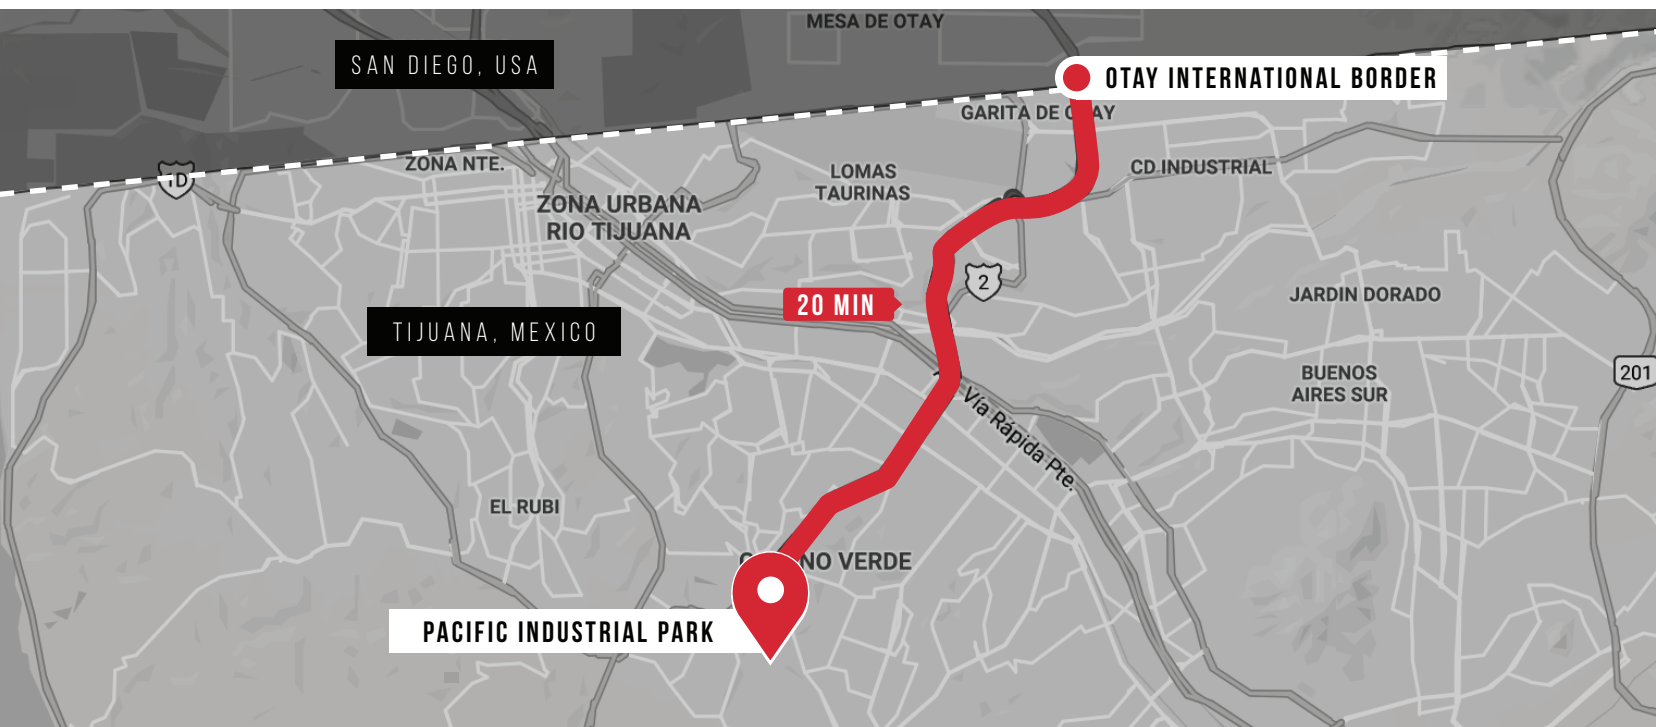 MESA DE OTAY
SAN DIEGO, USA
OTAY INTERNATIONAL BORDER
GARITA DE OTAY
ZONA NTE.
1D
LOMAS
TAURINAS
CD INDUSTRIAL
ZONA URBANA
RIO TIJUANA
2
20 MIN
JARDIN DORADO
TIJUANA, MEXICO
BUENOS
AIRES SUR
201
Vía Rápida Pte.
EL RUBI
NO VERDE
PACIFIC INDUSTRIAL PARK